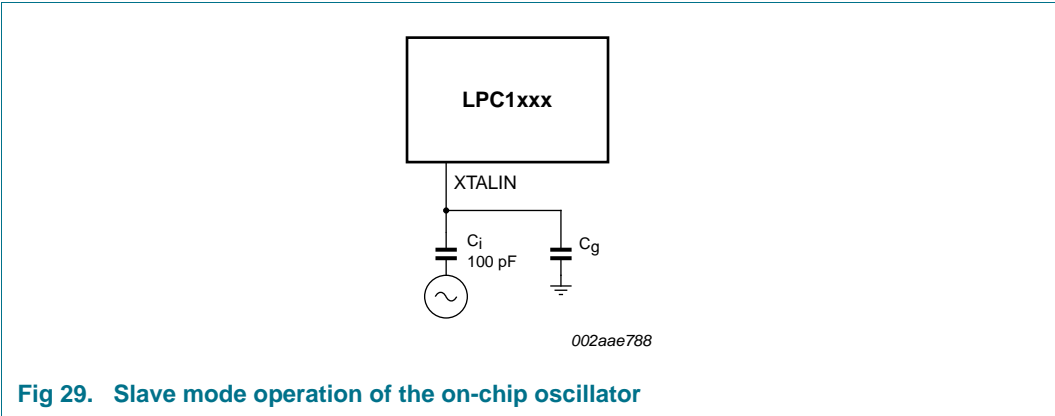 LPC1xxx
XTALIN
Ci
100 pF
Cg
002aae788
Fig 29. Slave mode operation of the on-chip oscillator